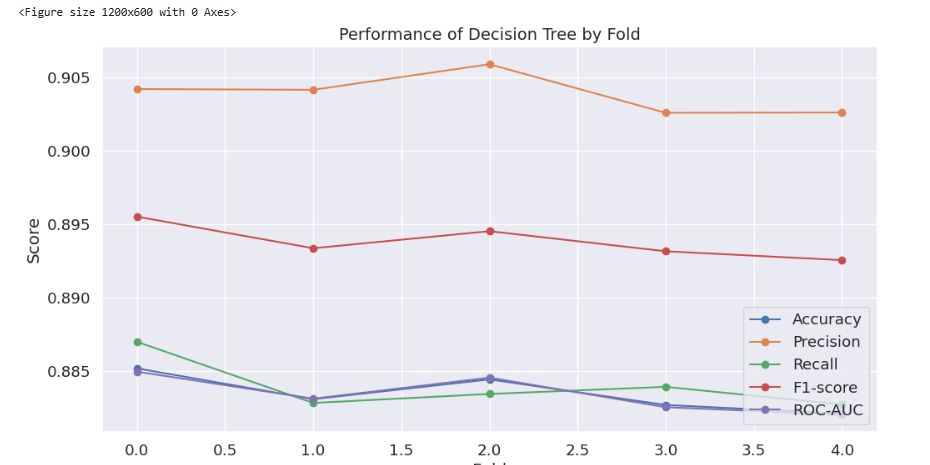 <Figure size 1200x600 with 0 Axes>
Performance of Decision Tree by Fold
0.905
0.900
0.895
0.890
0.885
Score
Accuracy
Precision
Recall
F1-score
ROC-AUC
0.0 0.5 1.0 1.5 2.0 2.5 3.0 3.5 4.0